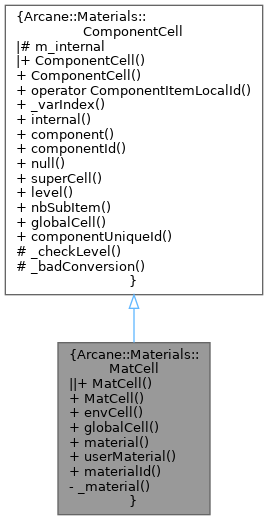 {Arcane::Materials::
ComponentCell
|# m_internal
|+ ComponentCell()
+ ComponentCell()
+ operator ComponentItemLocalId()
+ _varIndex()
+ internal()
+ component()
+ componentId()
+ null()
+ superCell()
+ level()
+ nbSubItem()
+ globalCell()
+ componentUniqueId()
# _checkLevel()
# _badConversion()
}
{Arcane::Materials::
MatCell
||+ MatCell()
+ MatCell()
+ envCell()
+ globalCell()
+ material()
+ userMaterial()
+ materialId()
- _material()
}